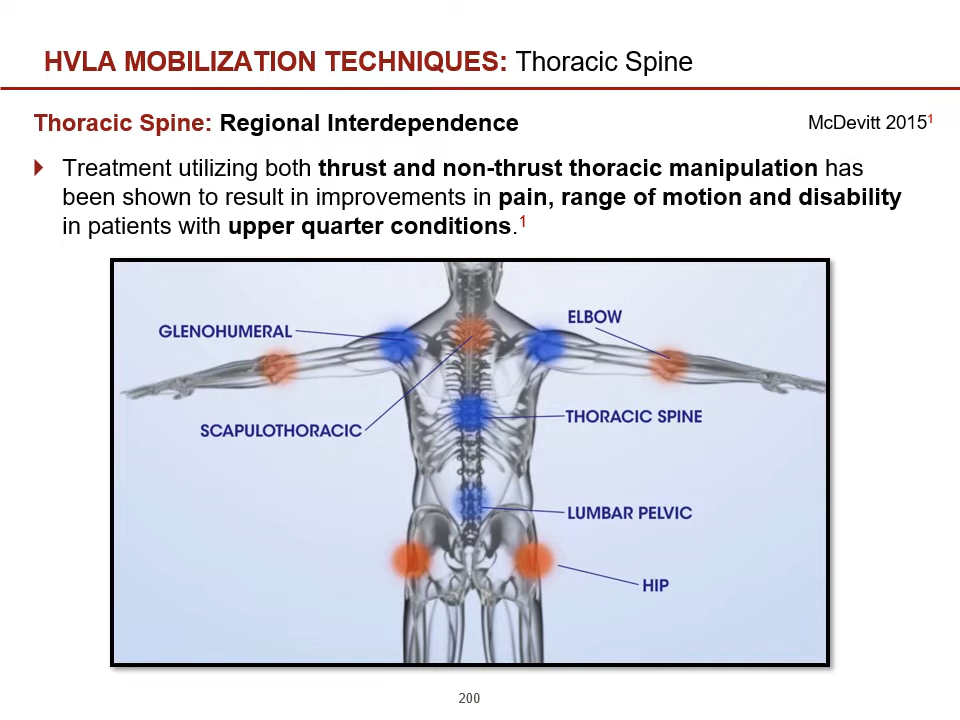 HVLA MOBILIZATION TECHNIQUES: Thoracic Spine
Thoracic Spine: Regional Interdependence
McDevitt 2015¹
Treatment utilizing both thrust and non-thrust thoracic manipulation has
been shown to result in improvements in pain, range of motion and disability
in patients with upper quarter conditions.¹
GLENOHUMERAL
ELBOW
SCAPULOTHORACIC
THORACIC SPINE
LUMBAR PELVIC
HIP
200